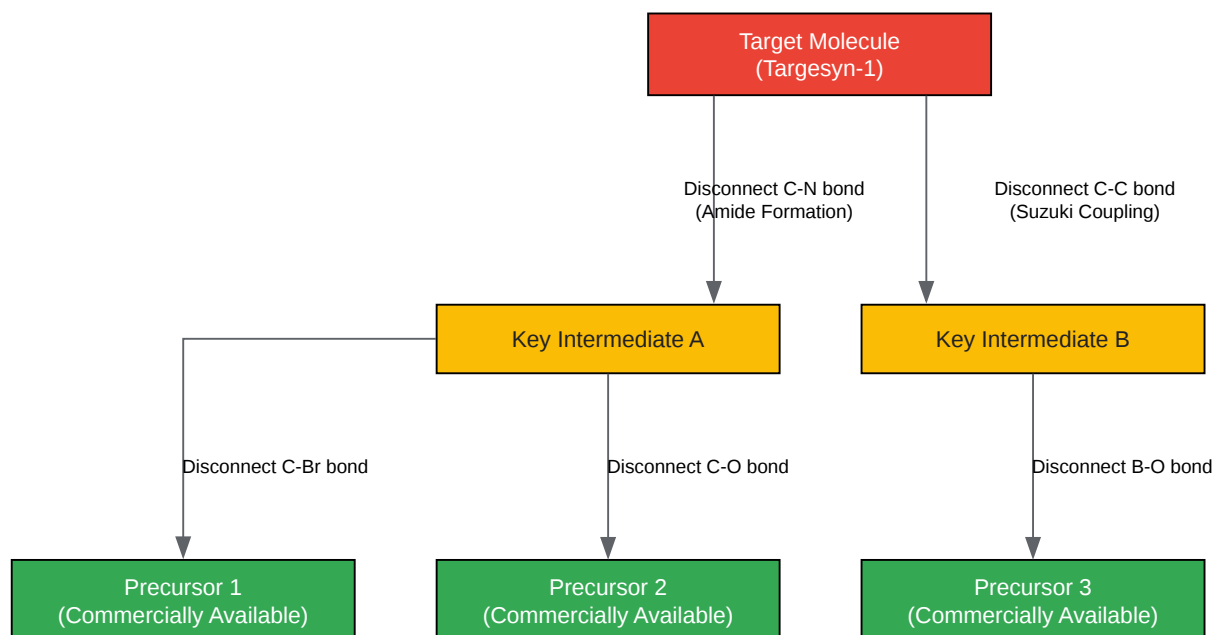 Target Molecule
(Targesyn-1)
Disconnect C-N bond
(Amide Formation)
Disconnect C-C bond
(Suzuki Coupling)
Key Intermediate A
Key Intermediate B
Disconnect C-Br bond
Disconnect C-O bond
Disconnect B-O bond
Precursor 1
(Commercially Available)
Precursor 2
(Commercially Available)
Precursor 3
(Commercially Available)